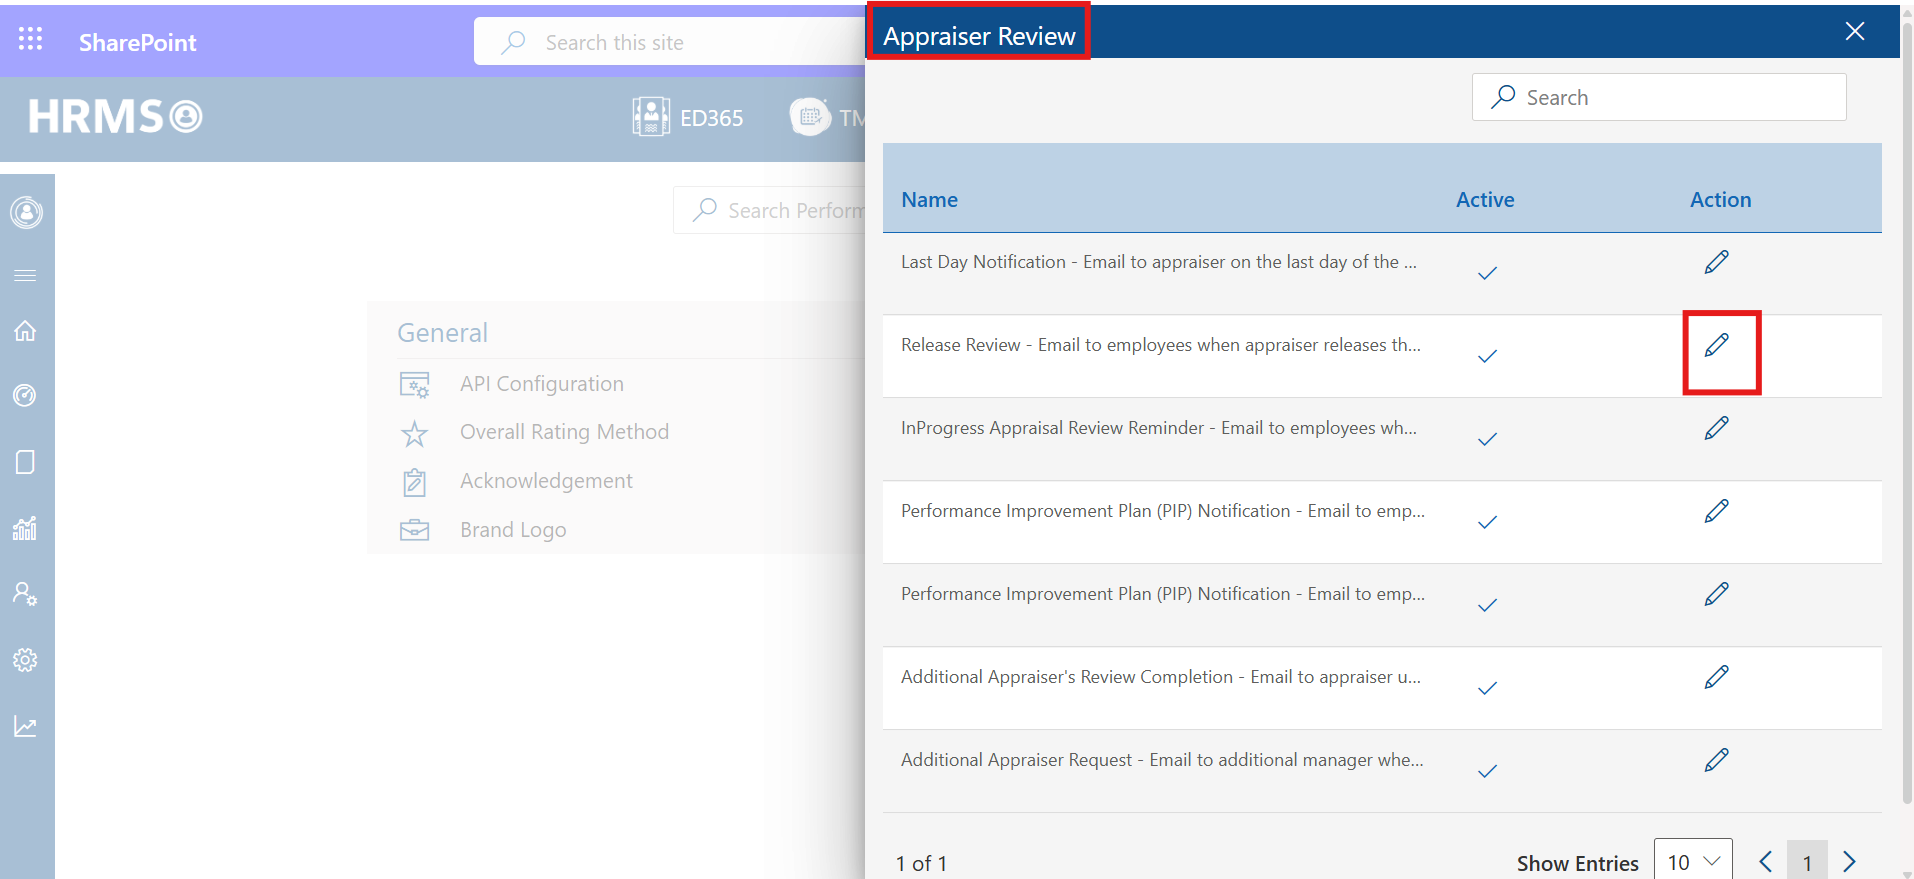 SharePoint
Search this site
Appraiser Review
HRMS
ED365
Search
Search Perform
Name Active Action
Last Day Notification - Email to appraiser on the last day of the ...
General
Release Review - Email to employees when appraiser releases th...
API Configuration
InProgress Appraisal Review Reminder - Email to employees wh...
Overall Rating Method
Acknowledgement
Performance Improvement Plan (PIP) Notification - Email to emp...
Brand Logo
Performance Improvement Plan (PIP) Notification - Email to emp...
Additional Appraiser's Review Completion - Email to appraiser u...
Additional Appraiser Request - Email to additional manager whe...
1 of 1 Show Entries 10 1